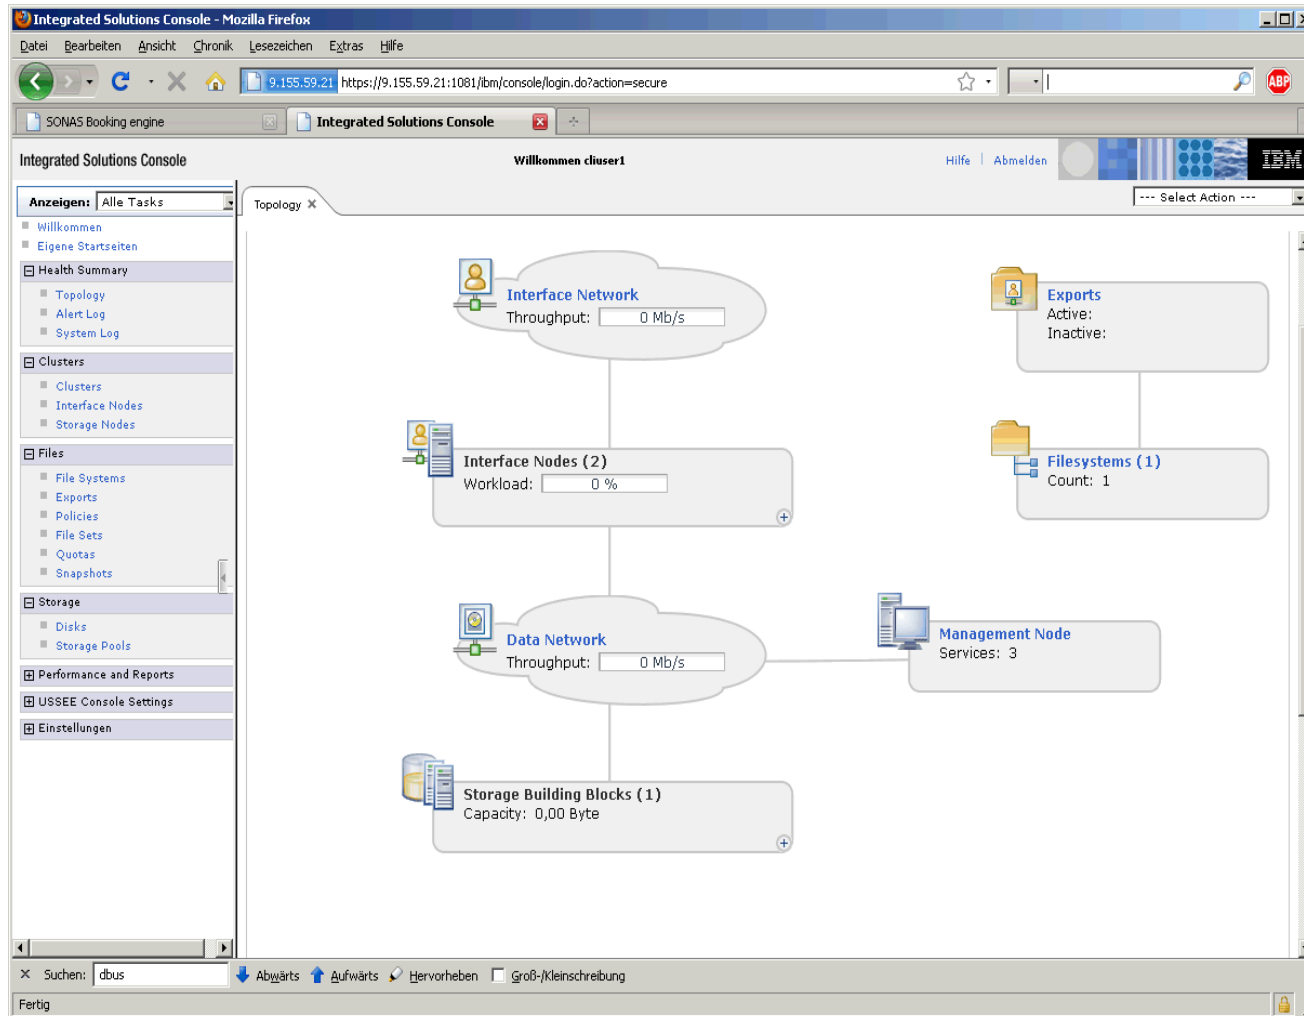 Integrated Solutions Console - Mozilla Firefox
Datei Bearbeiten Ansicht Chronik Lesezeichen Extras Hilfe
9.155.59.21 https://9.155.59.21:1081/ibm/console/login.do?action=secure
ABP
SONAS Booking engine
Integrated Solutions Console
Integrated Solutions Console
Willkommen cliuser1
Hilfe
Abmelden
IBM
Anzeigen: Alle Tasks
Topology
--- Select Action ---
Willkommen
Eigene Startseiten
Health Summary
Topology
Alert Log
System Log
Clusters
Clusters
Interface Nodes
Storage Nodes
Files
File Systems
Exports
Policies
File Sets
Quotas
Snapshots
Storage
Disks
Storage Pools
Performance and Reports
USSEE Console Settings
Einstellungen
Interface Network
Throughput: 0 Mb/s
Exports
Active:
Inactive:
Interface Nodes (2)
Workload: 0 %
Filesystems (1)
Count: 1
Data Network
Throughput: 0 Mb/s
Management Node
Services: 3
Storage Building Blocks (1)
Capacity: 0,00 Byte
Suchen: dbus
Abwärts
Aufwärts
Hervorheben
Groß-/Kleinschreibung
Fertig